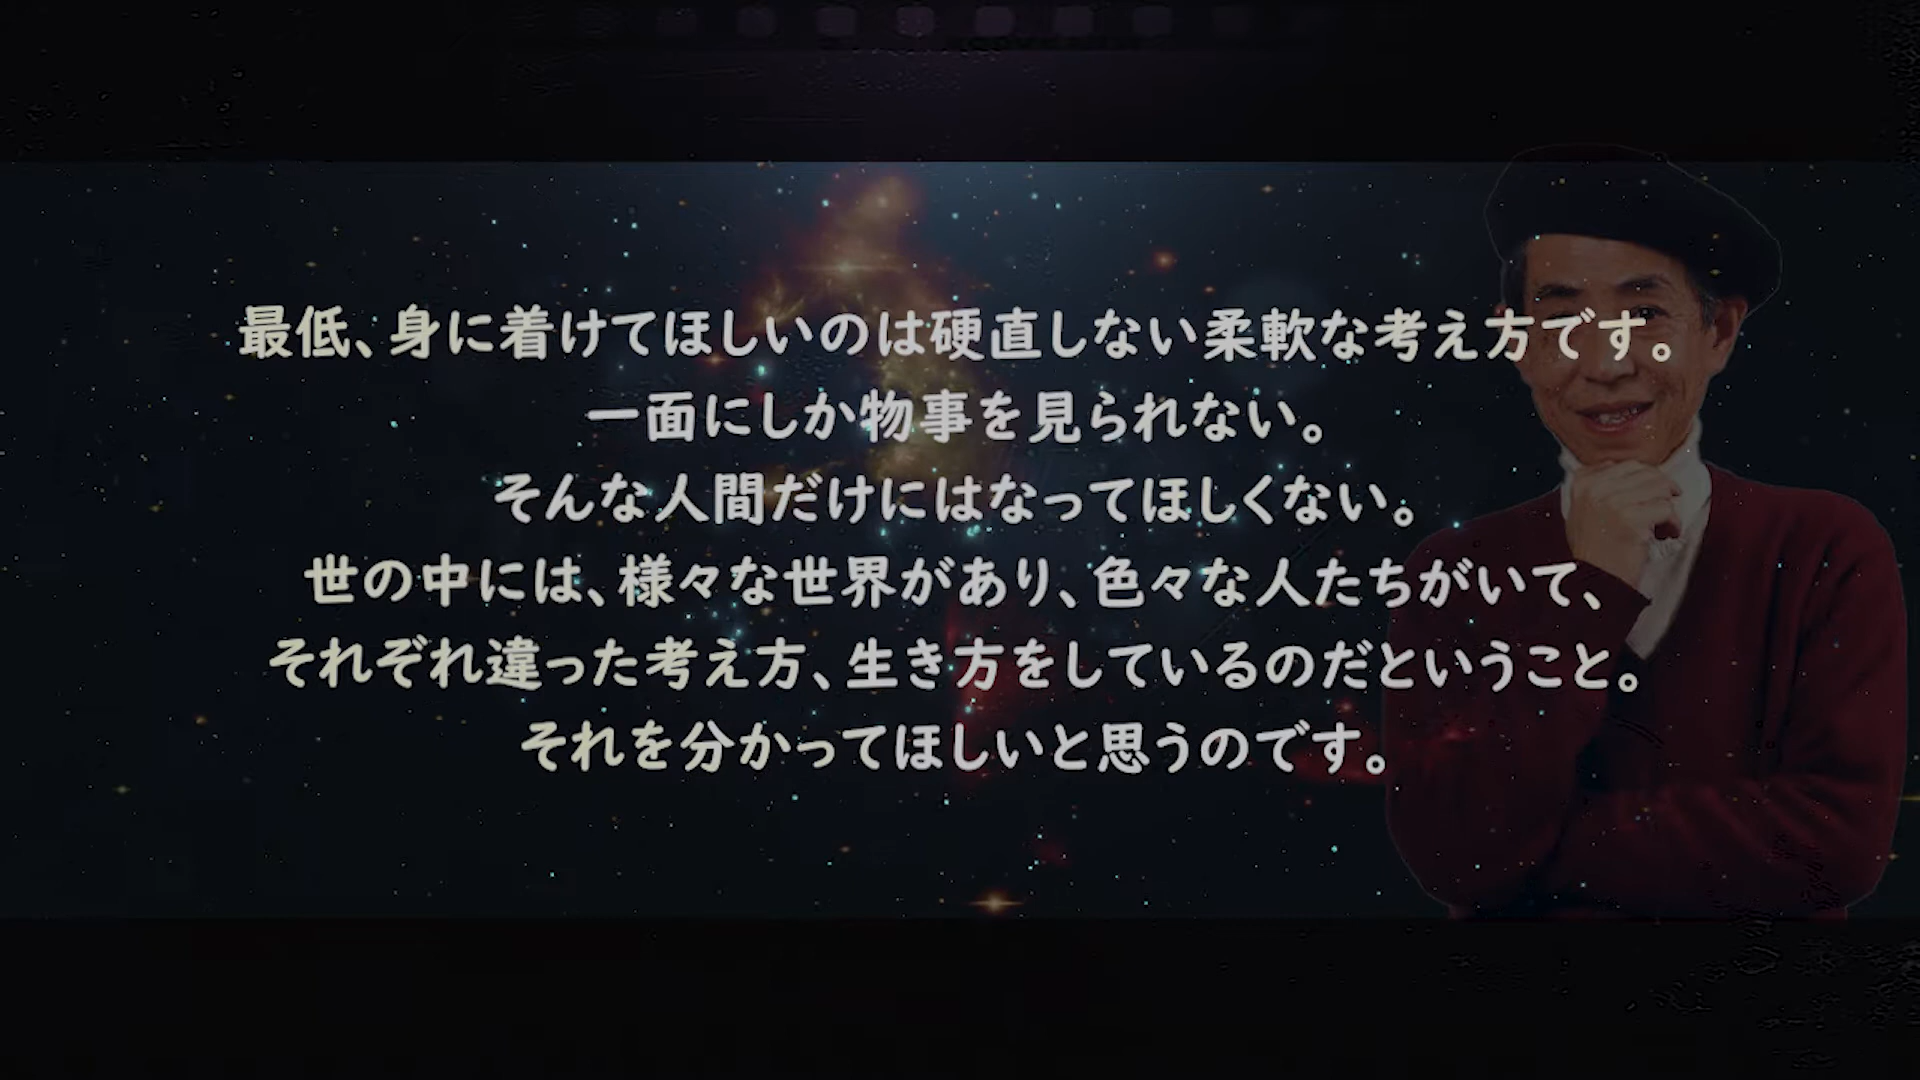 最低、身に着けてほしいのは硬直しない柔軟な考え方です。
一面にしか物事を見られない。
そんな人間だけにはなってほしくない。
世の中には、様々な世界があり、色々な人たちがいて、
それぞれ違った考え方、生き方をしているのだということ。
それを分かってほしいと思うのです。